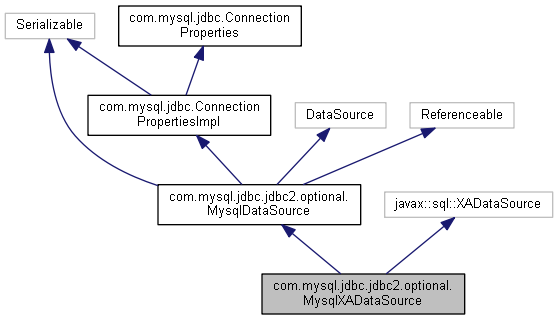 Serializable
com.mysql.jdbc.Connection
Properties
com.mysql.jdbc.Connection
PropertiesImpl
DataSource
Referenceable
com.mysql.jdbc.jdbc2.optional.
MysqlDataSource
javax::sql::XADataSource
com.mysql.jdbc.jdbc2.optional.
MysqlXADataSource